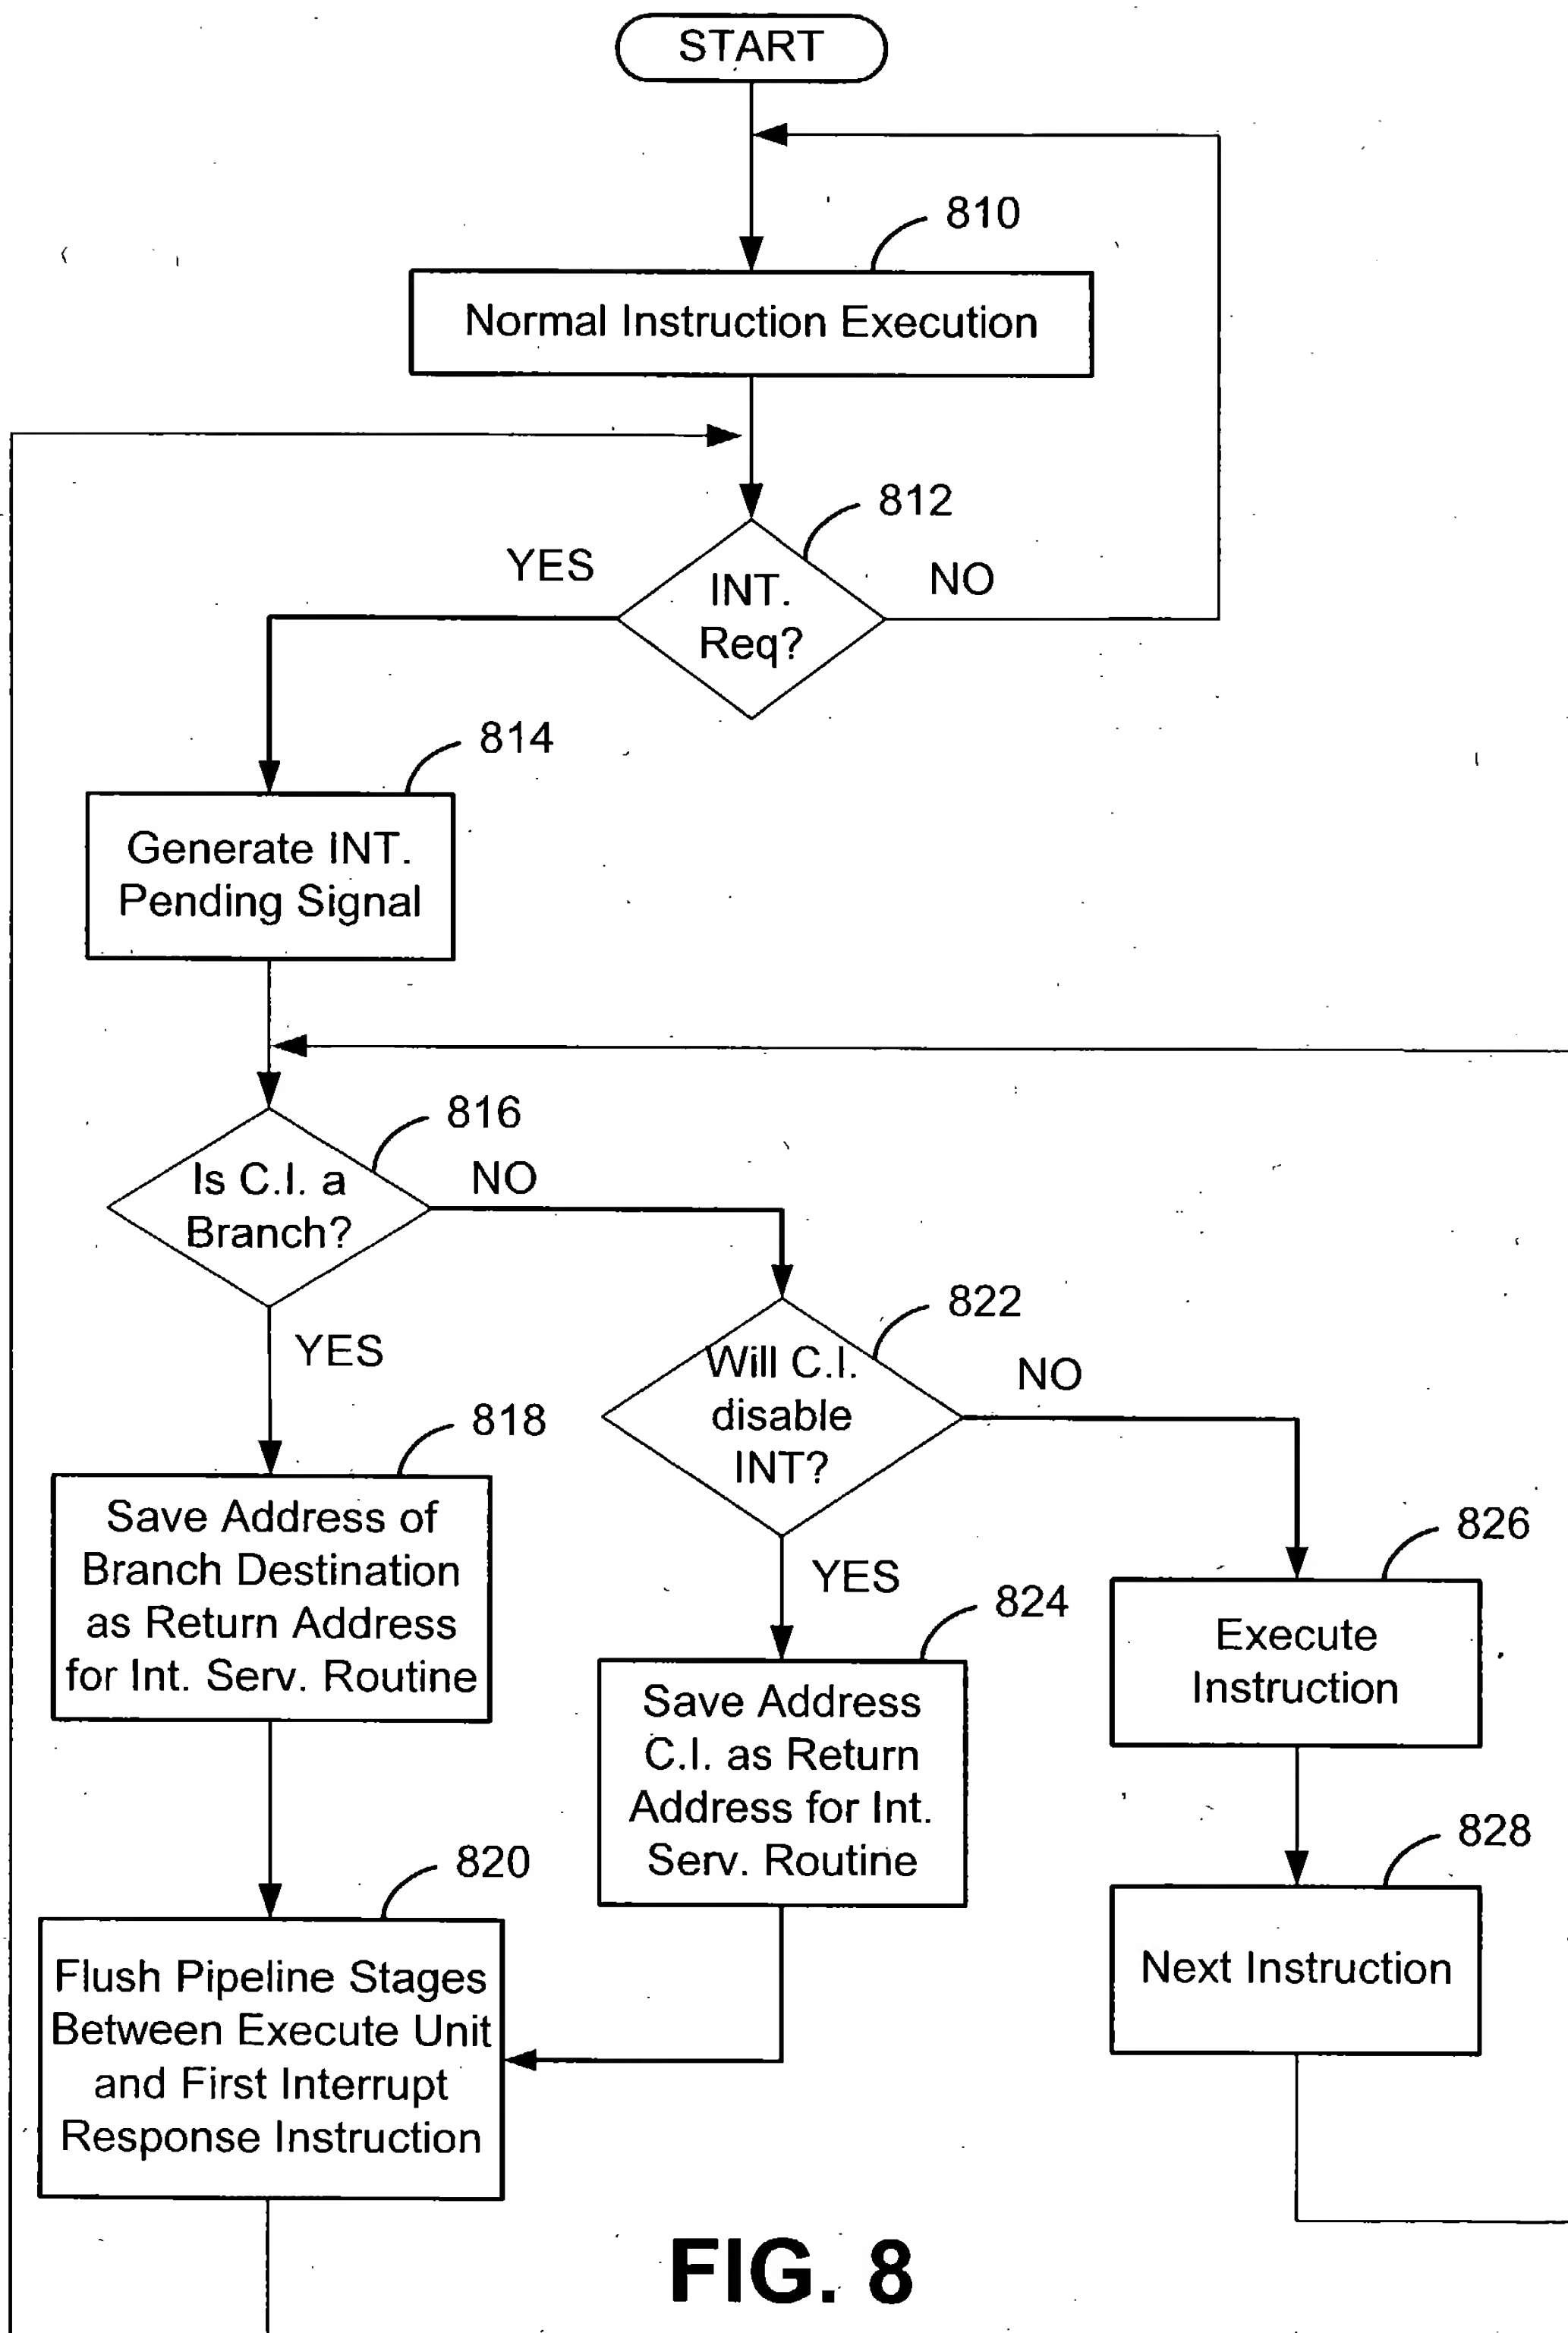 START
810
Normal Instruction Execution
812
YES
INT.
Req?
NO
814
Generate INT.
Pending Signal
816
Is C.I. a
Branch?
NO
YES
822
Will C.I.
disable
INT?
NO
YES
818
Save Address of
Branch Destination
as Return Address
for Int. Serv. Routine
824
Save Address
C.I. as Return
Address for Int.
Serv. Routine
826
Execute
Instruction
820
Flush Pipeline Stages
Between Execute Unit
and First Interrupt
Response Instruction
828
Next Instruction
FIG. 8